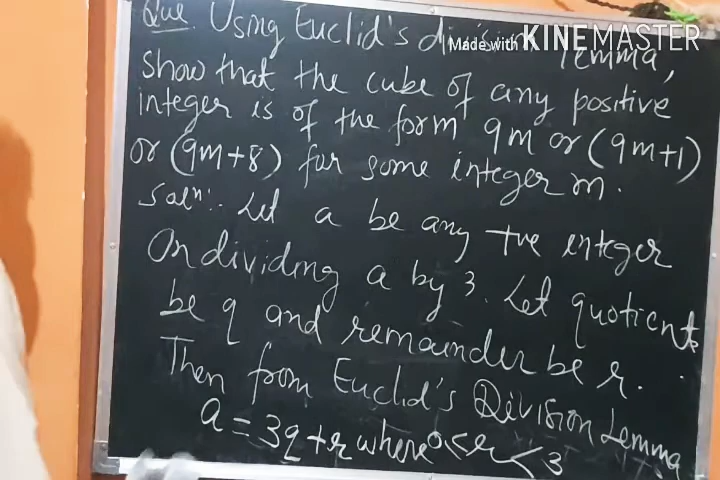 Que. Using Euclid's division lemma,
Made with KINEMASTER
show that the cube of any positive
integer is of the form 9m or (9m+1)
or (9m+8) for some integer m.
Solⁿ:- Let a be any +ve integer
On dividing a by 3. Let quotient
be q and remainder be r.
Then from Euclid's Division Lemma
a = 3q + r where 0 ≤ r < 3